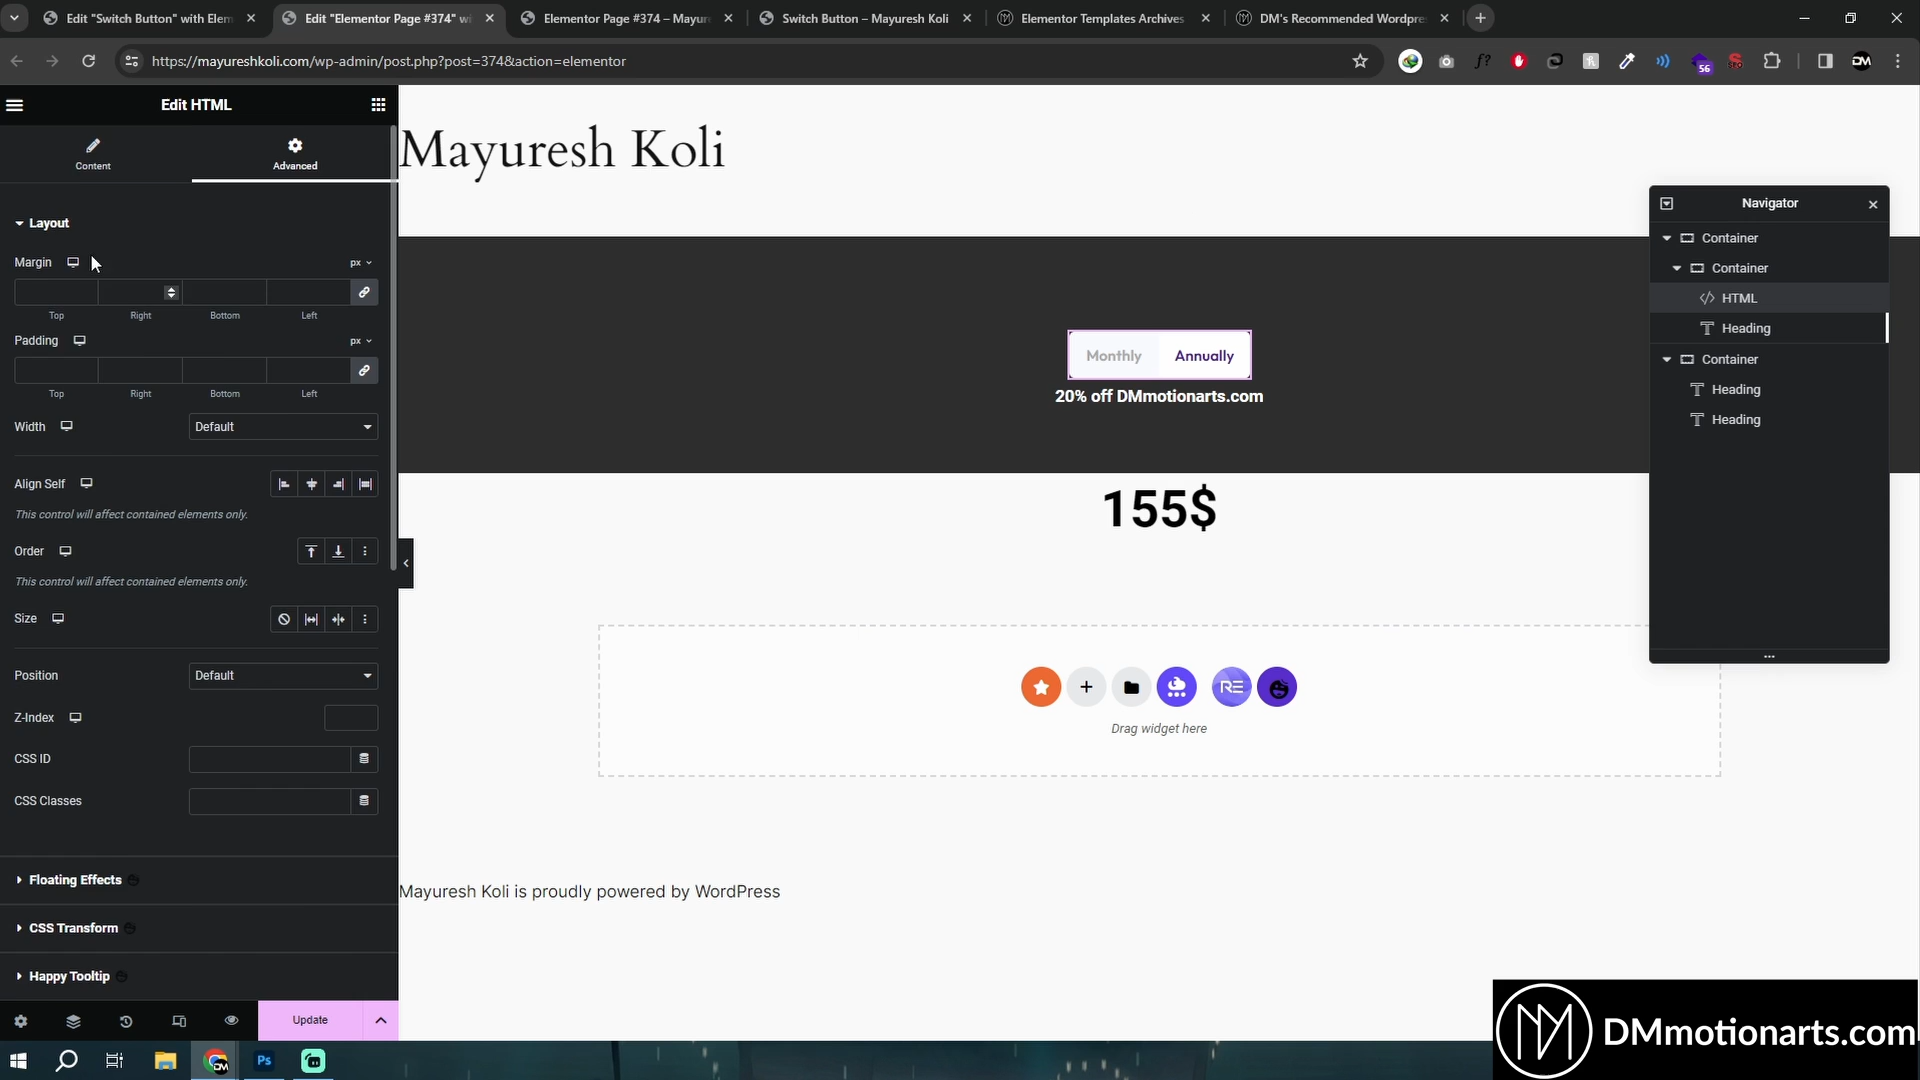 Edit "Switch Button" with Elem
Edit "Elementor Page #374" wi
Elementor Page #374 – Mayure
Switch Button – Mayuresh Koli
Elementor Templates Archives
DM's Recommended Wordpre
https://mayureshkoli.com/wp-admin/post.php?post=374&action=elementor
f?
56
DM
Edit HTML
Content
Advanced
Layout
Margin
px
Top
Right
Bottom
Left
Padding
px
Top
Right
Bottom
Left
Width
Default
Align Self
This control will affect contained elements only.
Order
This control will affect contained elements only.
Size
Position
Default
Z-Index
CSS ID
CSS Classes
Floating Effects
CSS Transform
Happy Tooltip
Update
Mayuresh Koli
Monthly
Annually
20% off DMmotionarts.com
155$
RE
Drag widget here
Mayuresh Koli is proudly powered by WordPress
Navigator
Container
Container
HTML
Heading
Container
Heading
Heading
Ps
DMmotionarts.com